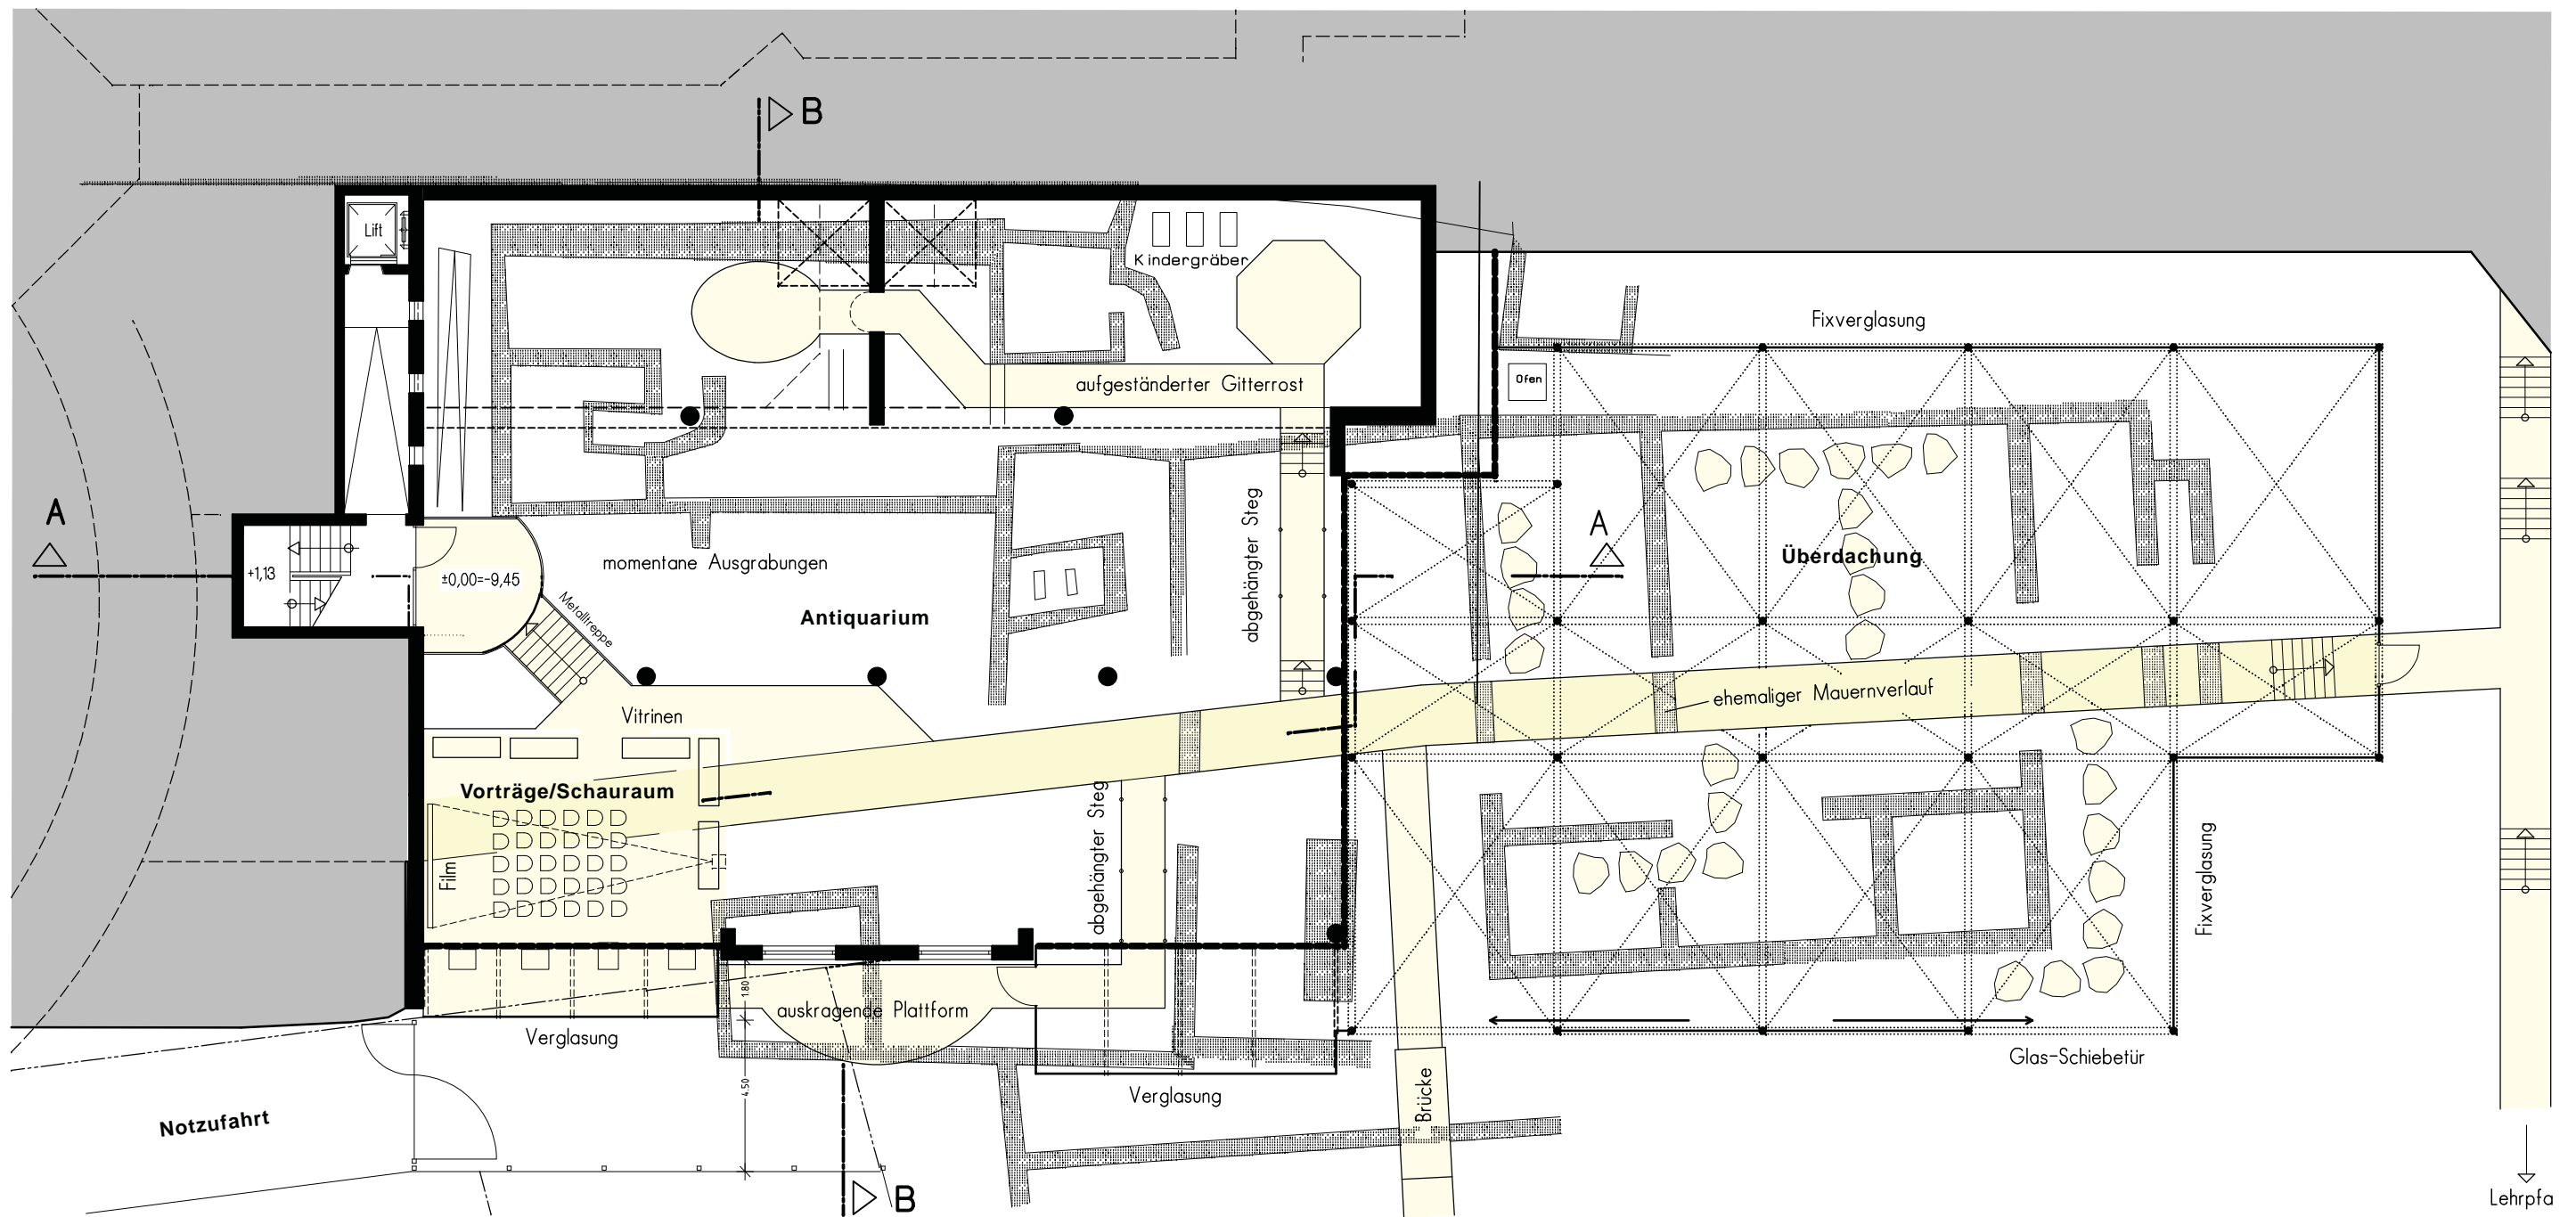 B
Lift
Kindergräber
Fixverglasung
aufgeständerter Gitterrost
Ofen
A
A
+1,13
±0,00=-9,45
momentane Ausgrabungen
abgehängter Steg
Überdachung
Metalltreppe
Antiquarium
ehemaliger Mauernverlauf
Vitrinen
Vorträge/Schauraum
Film
abgehängter Steg
Fixverglasung
1.80
auskragende Plattform
Verglasung
Glas-Schiebetür
4.50
Verglasung
Brücke
Notzufahrt
B
Lehrpfa